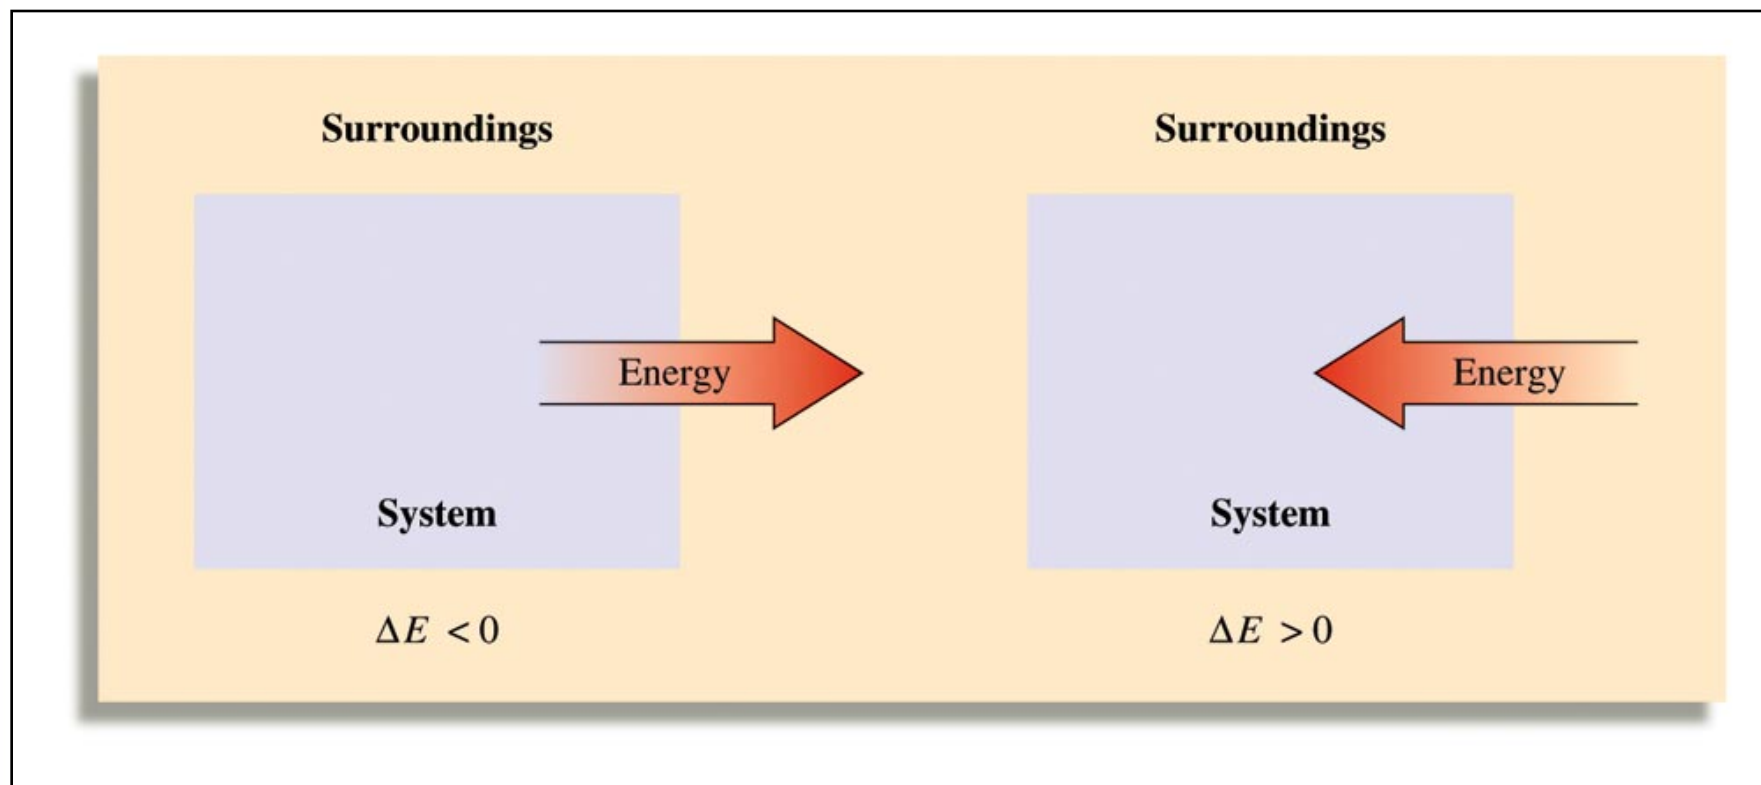 Surroundings
Energy
System
ΔE < 0
Surroundings
Energy
System
ΔE > 0